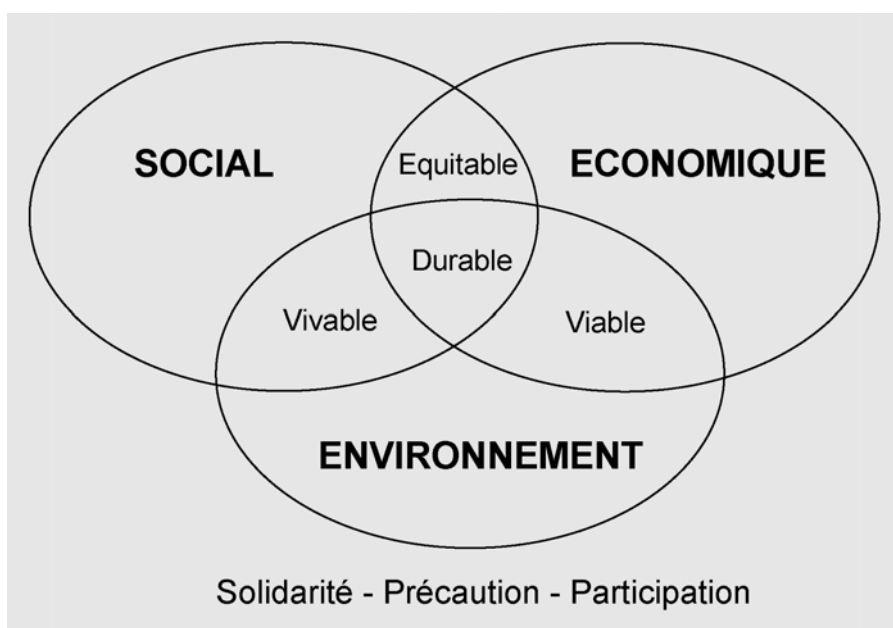 SOCIAL
Equitable
ECONOMIQUE
Durable
Vivable
Viable
ENVIRONNEMENT
Solidarité - Précaution - Participation